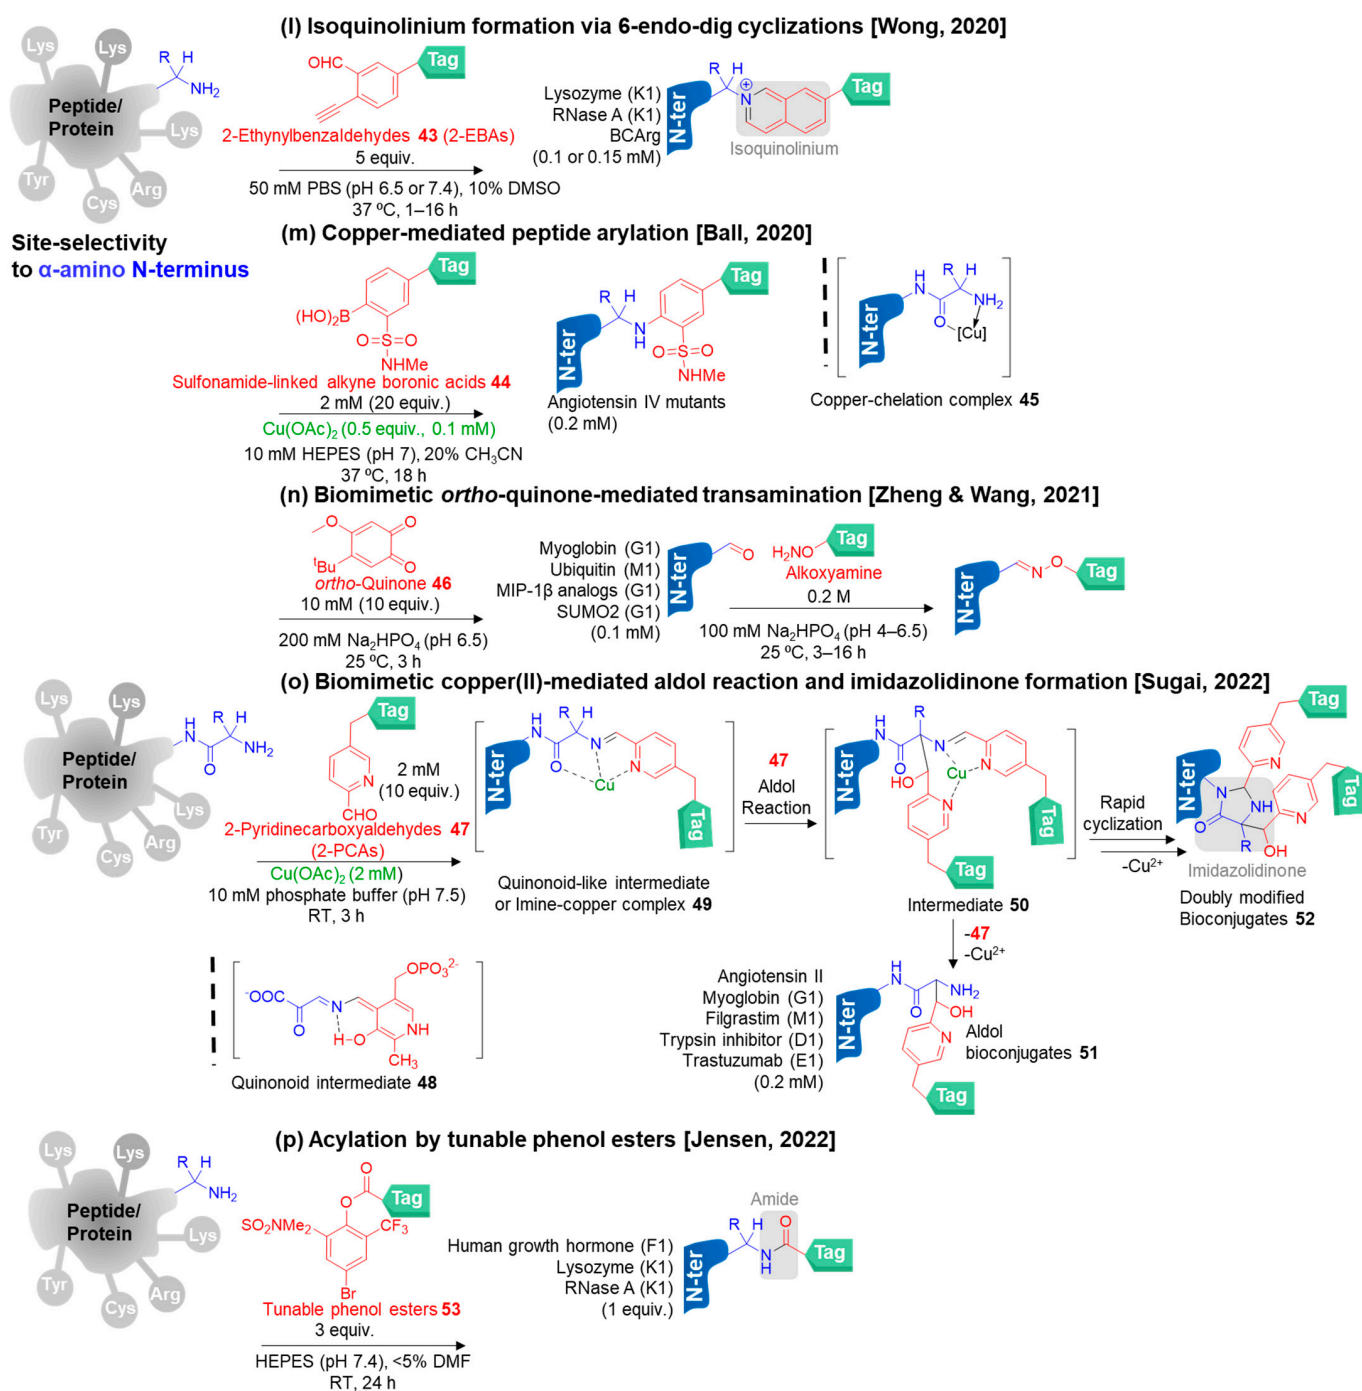 (l) Isoquinolinium formation via 6-endo-dig cyclizations [Wong, 2020]
Lys
Lys
R H
NH2
Peptide/
Protein
Lys
Tyr
Cys
Arg
Site-selectivity
to α-amino N-terminus
OHC
Tag
2-Ethynylbenzaldehydes 43 (2-EBAs)
5 equiv.
50 mM PBS (pH 6.5 or 7.4), 10% DMSO
37 ºC, 1–16 h
Lysozyme (K1)
RNase A (K1)
BCArg
(0.1 or 0.15 mM)
N-ter
R H
N+
Tag
Isoquinolinium
(m) Copper-mediated peptide arylation [Ball, 2020]
Tag
(HO)2B
O=S=O
NHMe
Sulfonamide-linked alkyne boronic acids 44
2 mM (20 equiv.)
Cu(OAc)2 (0.5 equiv., 0.1 mM)
10 mM HEPES (pH 7), 20% CH3CN
37 ºC, 18 h
N-ter
R H
N
H
Tag
O=S=O
NHMe
Angiotensin IV mutants
(0.2 mM)
N-ter
H
N
R H
NH2
O
[Cu]
Copper-chelation complex 45
(n) Biomimetic ortho-quinone-mediated transamination [Zheng & Wang, 2021]
O
O
tBu
O
ortho-Quinone 46
10 mM (10 equiv.)
200 mM Na2HPO4 (pH 6.5)
25 ºC, 3 h
Myoglobin (G1)
Ubiquitin (M1)
MIP-1β analogs (G1)
SUMO2 (G1)
(0.1 mM)
N-ter
O
H2NO
Tag
Alkoxyamine
0.2 M
100 mM Na2HPO4 (pH 4–6.5)
25 ºC, 3–16 h
N-ter
N
O
Tag
(o) Biomimetic copper(II)-mediated aldol reaction and imidazolidinone formation [Sugai, 2022]
Lys
Lys
H
N
R H
NH2
O
Peptide/
Protein
Lys
Tyr
Cys
Arg
Tag
N
CHO
2 mM
(10 equiv.)
2-Pyridinecarboxyaldehydes 47
(2-PCAs)
Cu(OAc)2 (2 mM)
10 mM phosphate buffer (pH 7.5)
RT, 3 h
N-ter
H
N
R H
N
O
N
Cu
Tag
Quinonoid-like intermediate
or Imine-copper complex 49
47
Aldol
Reaction
N-ter
H
N
R
N
O
N
Cu
HO
N
Tag
Tag
Intermediate 50
Rapid
cyclization
-Cu2+
Tag
N-ter
N
N
NH
N
O
R
OH
Tag
Imidazolidinone
Doubly modified
Bioconjugates 52
-47
-Cu2+
-OOC
O
N
OPO32-
H-O
NH
CH3
Quinonoid intermediate 48
Angiotensin II
Myoglobin (G1)
Filgrastim (M1)
Trypsin inhibitor (D1)
Trastuzumab (E1)
(0.2 mM)
N-ter
H
N
NH2
O
OH
N
Tag
Aldol
bioconjugates 51
(p) Acylation by tunable phenol esters [Jensen, 2022]
Lys
Lys
R H
NH2
Peptide/
Protein
Lys
Tyr
Cys
Arg
O
O
Tag
SO2NMe2
CF3
Br
Tunable phenol esters 53
3 equiv.
HEPES (pH 7.4), <5% DMF
RT, 24 h
Human growth hormone (F1)
Lysozyme (K1)
RNase A (K1)
(1 equiv.)
N-ter
Amide
R H
O
N
H
Tag